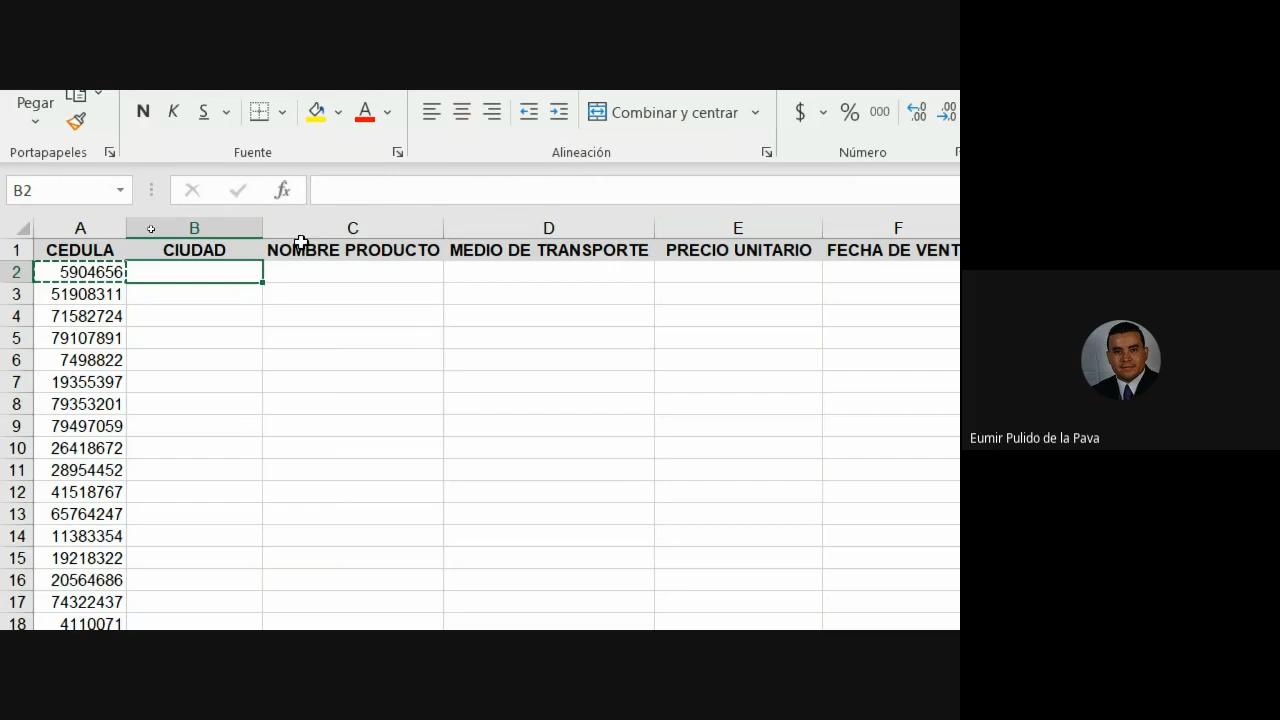 Pegar
N K S A
Combinar y centrar
$ % 000 ,00
Portapapeles Fuente Alineación Número
B2 fx
A B C D E F
1 CEDULA CIUDAD NOMBRE PRODUCTO MEDIO DE TRANSPORTE PRECIO UNITARIO FECHA DE VENT
2 5904656
3 51908311
4 71582724
5 79107891
6 7498822
7 19355397
8 79353201
9 79497059
10 26418672
11 28954452
12 41518767
13 65764247
14 11383354
15 19218322
16 20564686
17 74322437
18 4110071
Eumir Pulido de la Pava